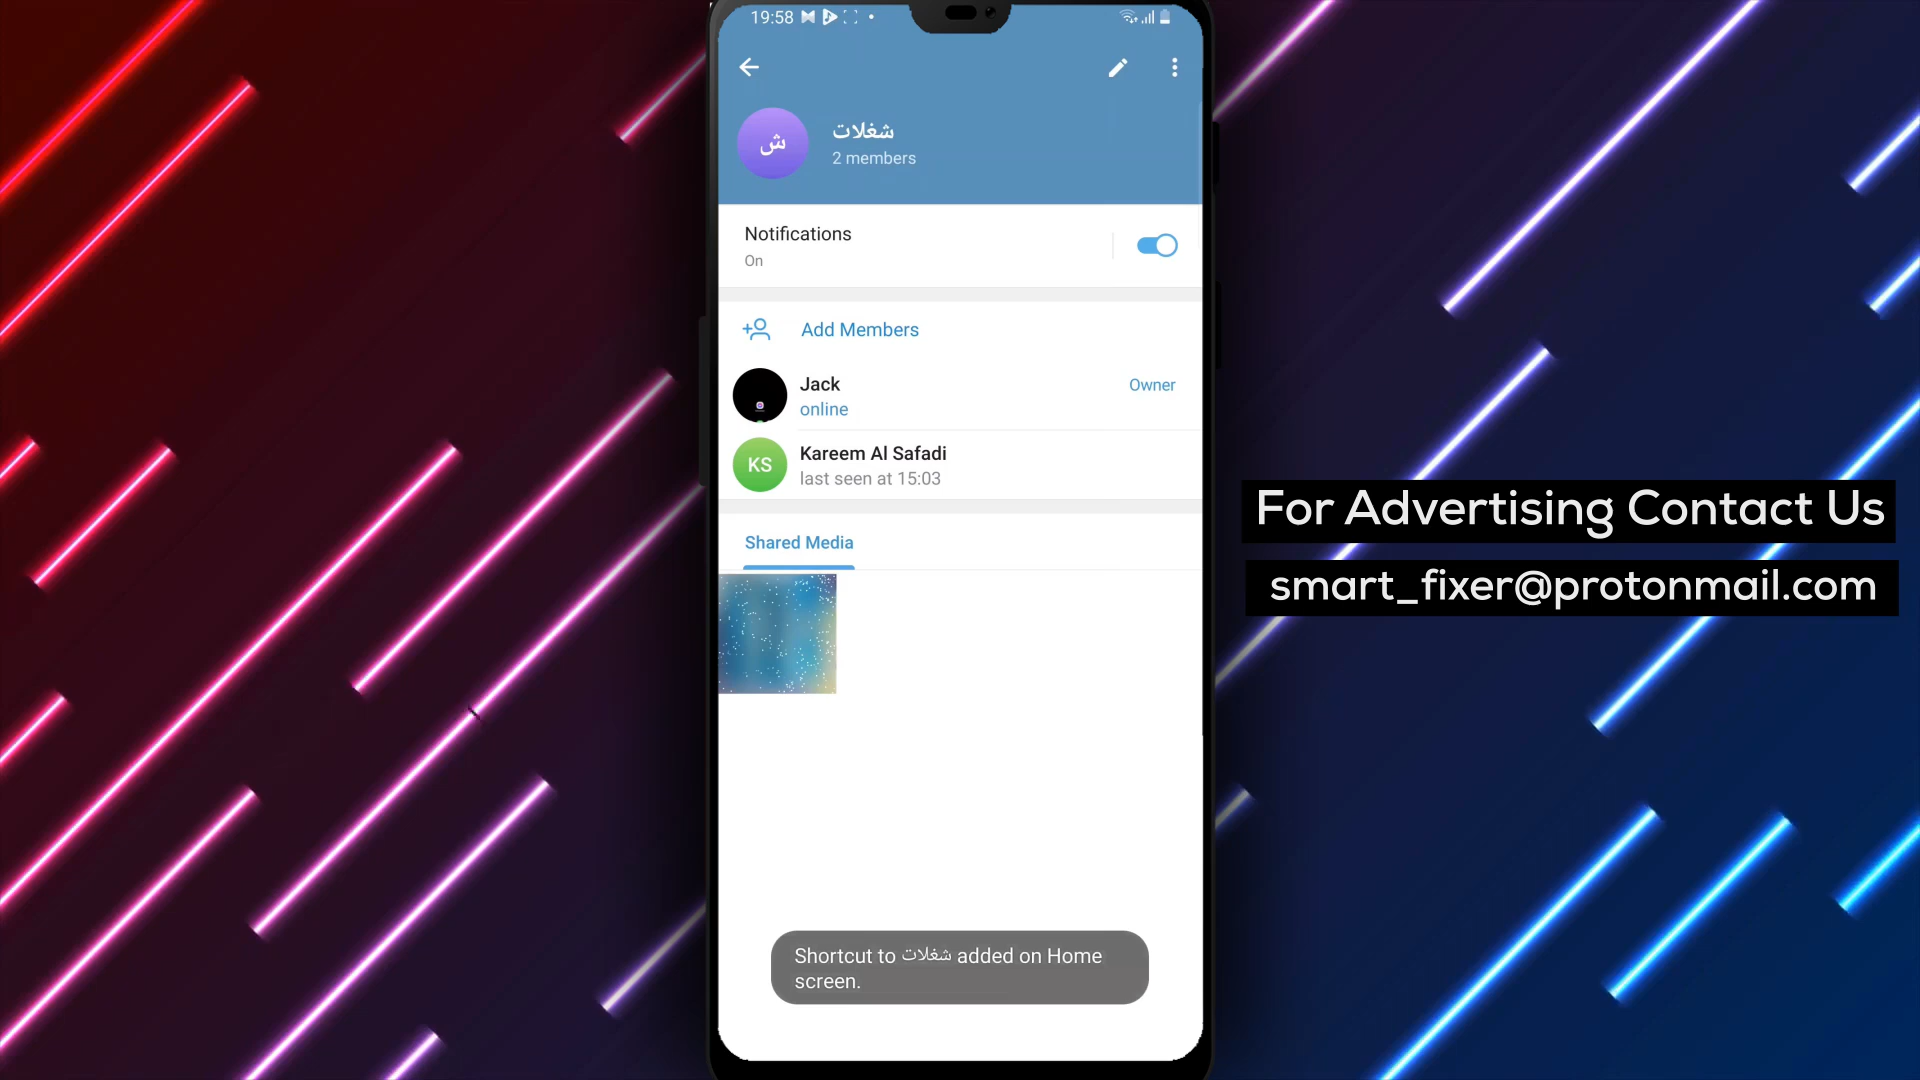 19:58
ش
شغلات
2 members
Notifications
On
Add Members
Jack
Owner
online
KS
Kareem Al Safadi
last seen at 15:03
Shared Media
Shortcut to شغلات added on Home
screen.
For Advertising Contact Us
smart_fixer@protonmail.com